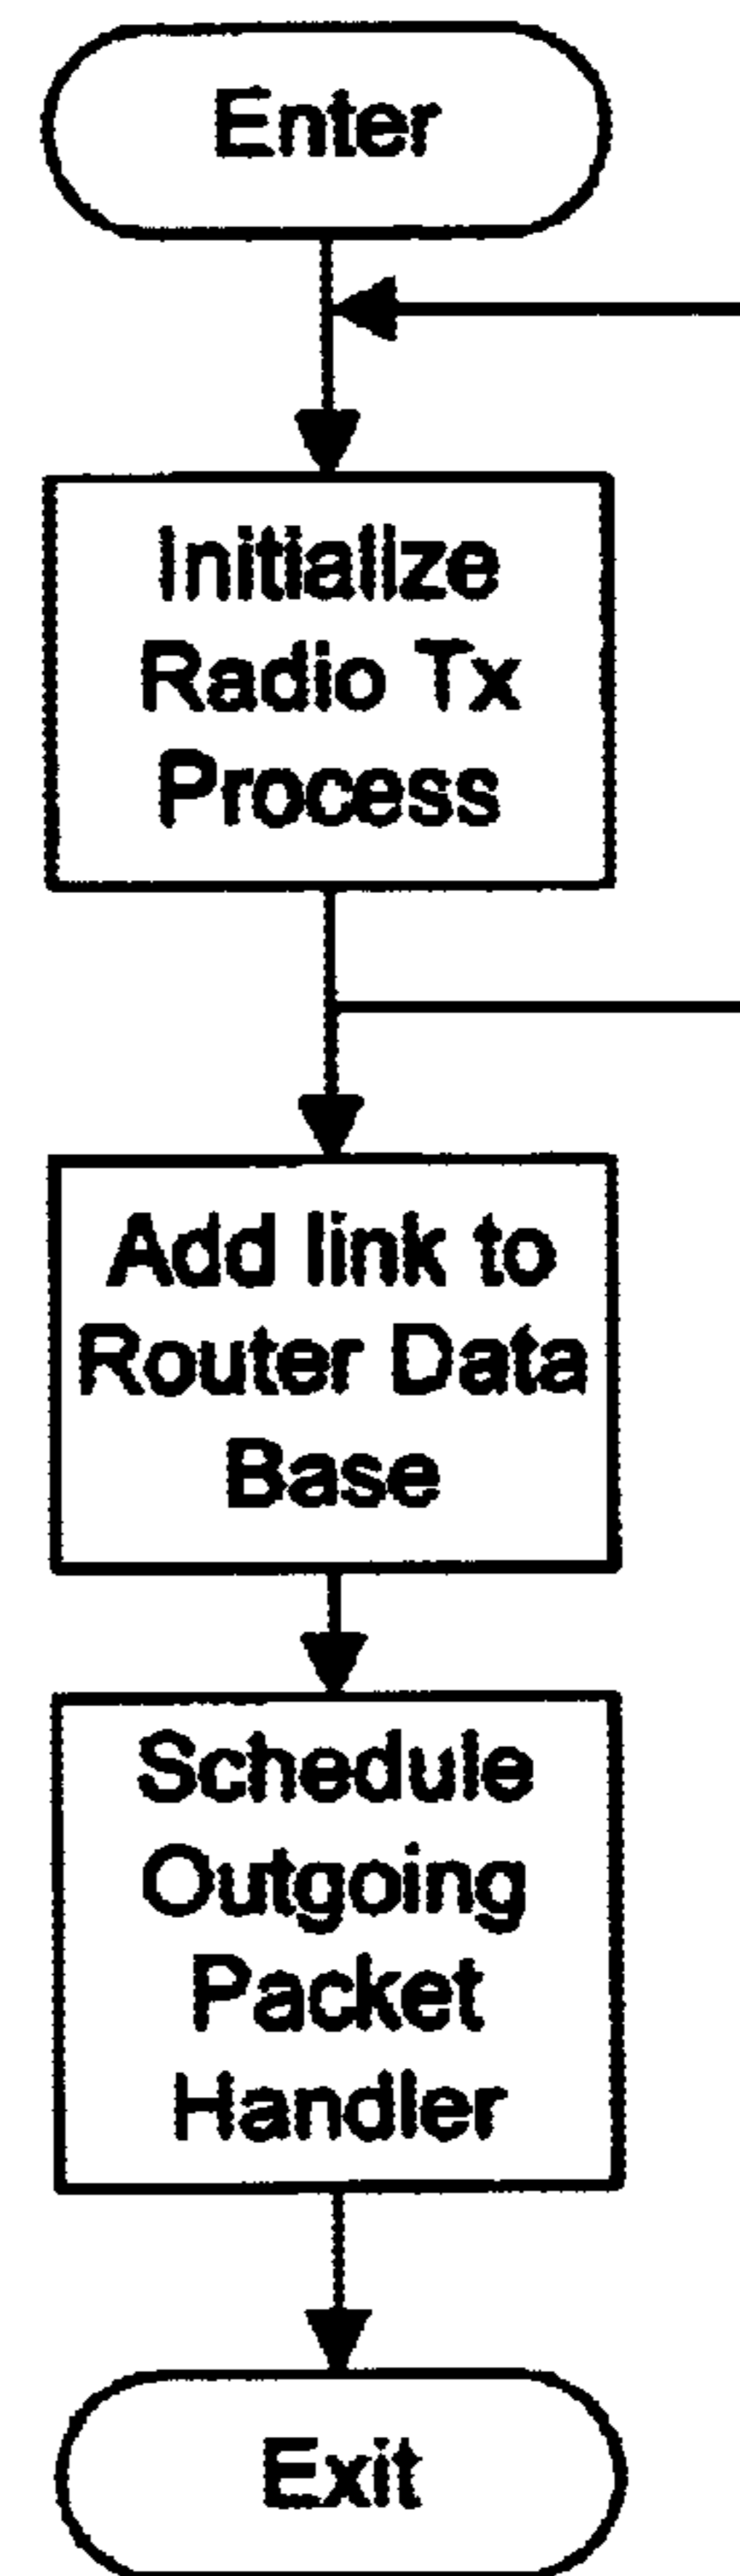 Enter
Initialize
Radio Tx
Process
Add link to
Router Data
Base
Schedule
Outgoing
Packet
Handler
Exit